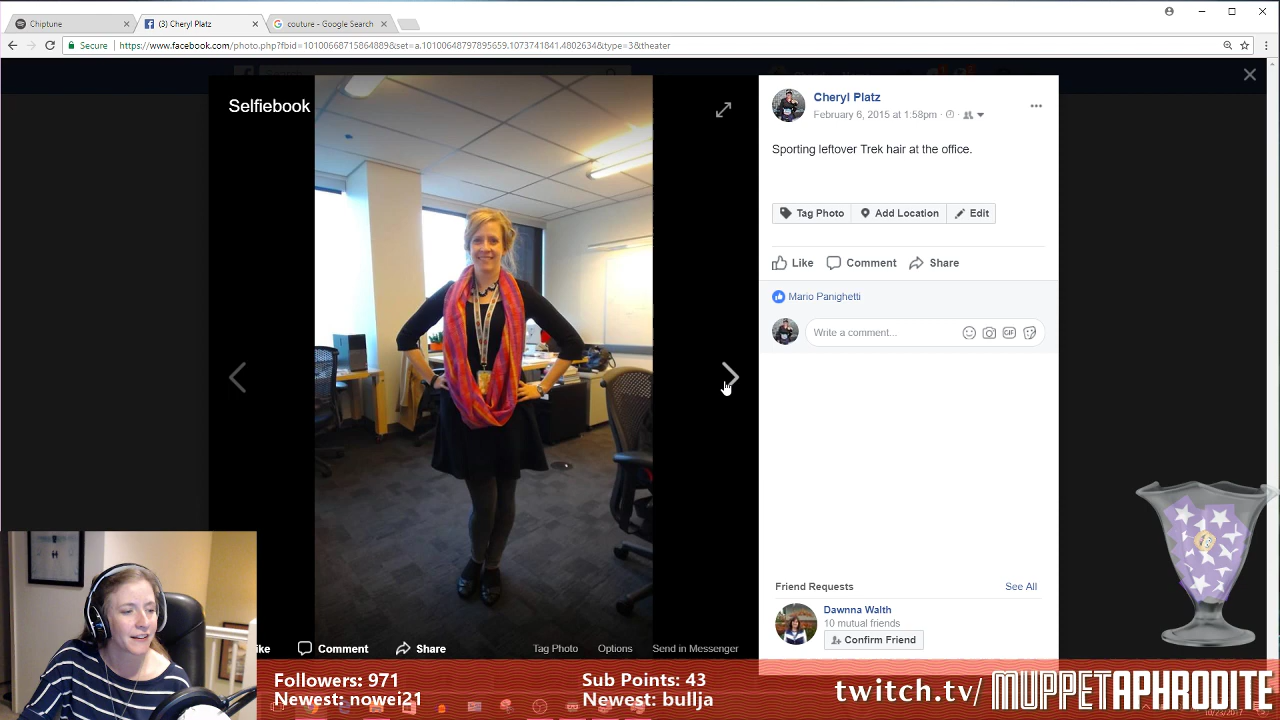 Chiptune
(3) Cheryl Platz
couture - Google Search
Secure
https://www.facebook.com/photo.php?fbid=10100668715864889&set=a.10100648797895659.1073741841.4802634&type=3&theater
Selfiebook
Cheryl Platz
February 6, 2015 at 1:58pm
Sporting leftover Trek hair at the office.
Tag Photo
Add Location
Edit
Like
Comment
Share
Mario Panighetti
Write a comment...
GIF
Friend Requests
See All
Dawnna Walth
10 mutual friends
Confirm Friend
ike
Comment
Share
Tag Photo
Options
Send in Messenger
Followers: 971
Newest: nowei21
Sub Points: 43
Newest: bullja
twitch.tv/MUPPETAPHRODITE